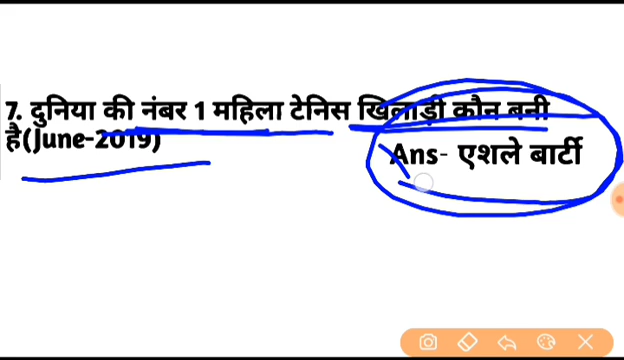 7. दुनिया की नंबर 1 महिला टेनिस खिलाड़ी कौन बनी
है(June-2019)
Ans- एशले बार्टी